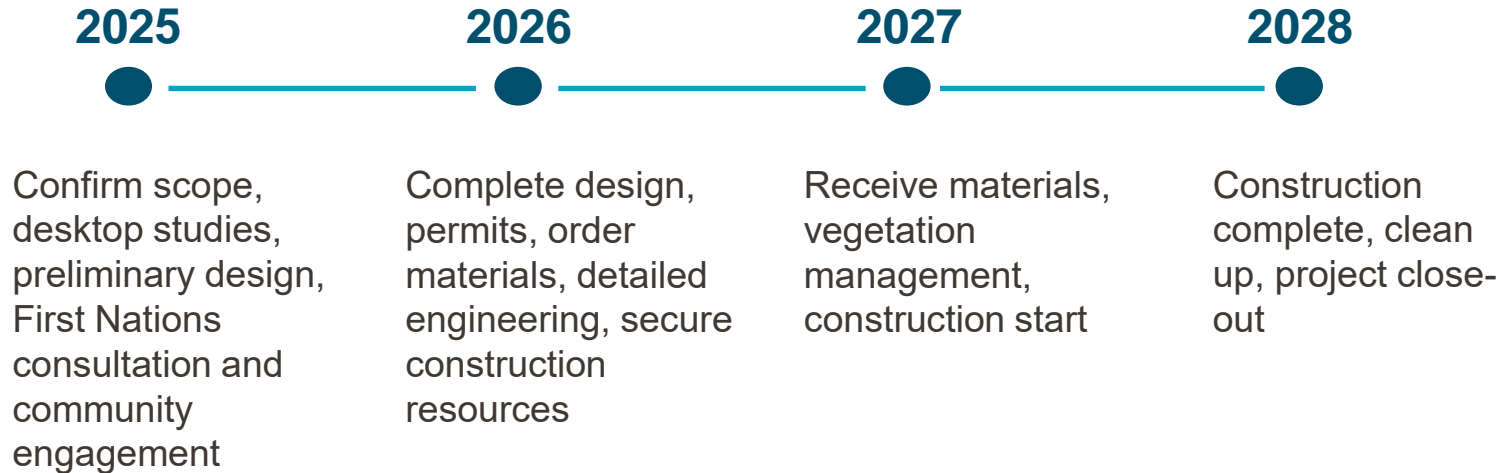 2025
Confirm scope,
desktop studies,
preliminary design,
First Nations
consultation and
community
engagement
2026
Complete design,
permits, order
materials, detailed
engineering, secure
construction
resources
2027
Receive materials,
vegetation
management,
construction start
2028
Construction
complete, clean
up, project close-
out